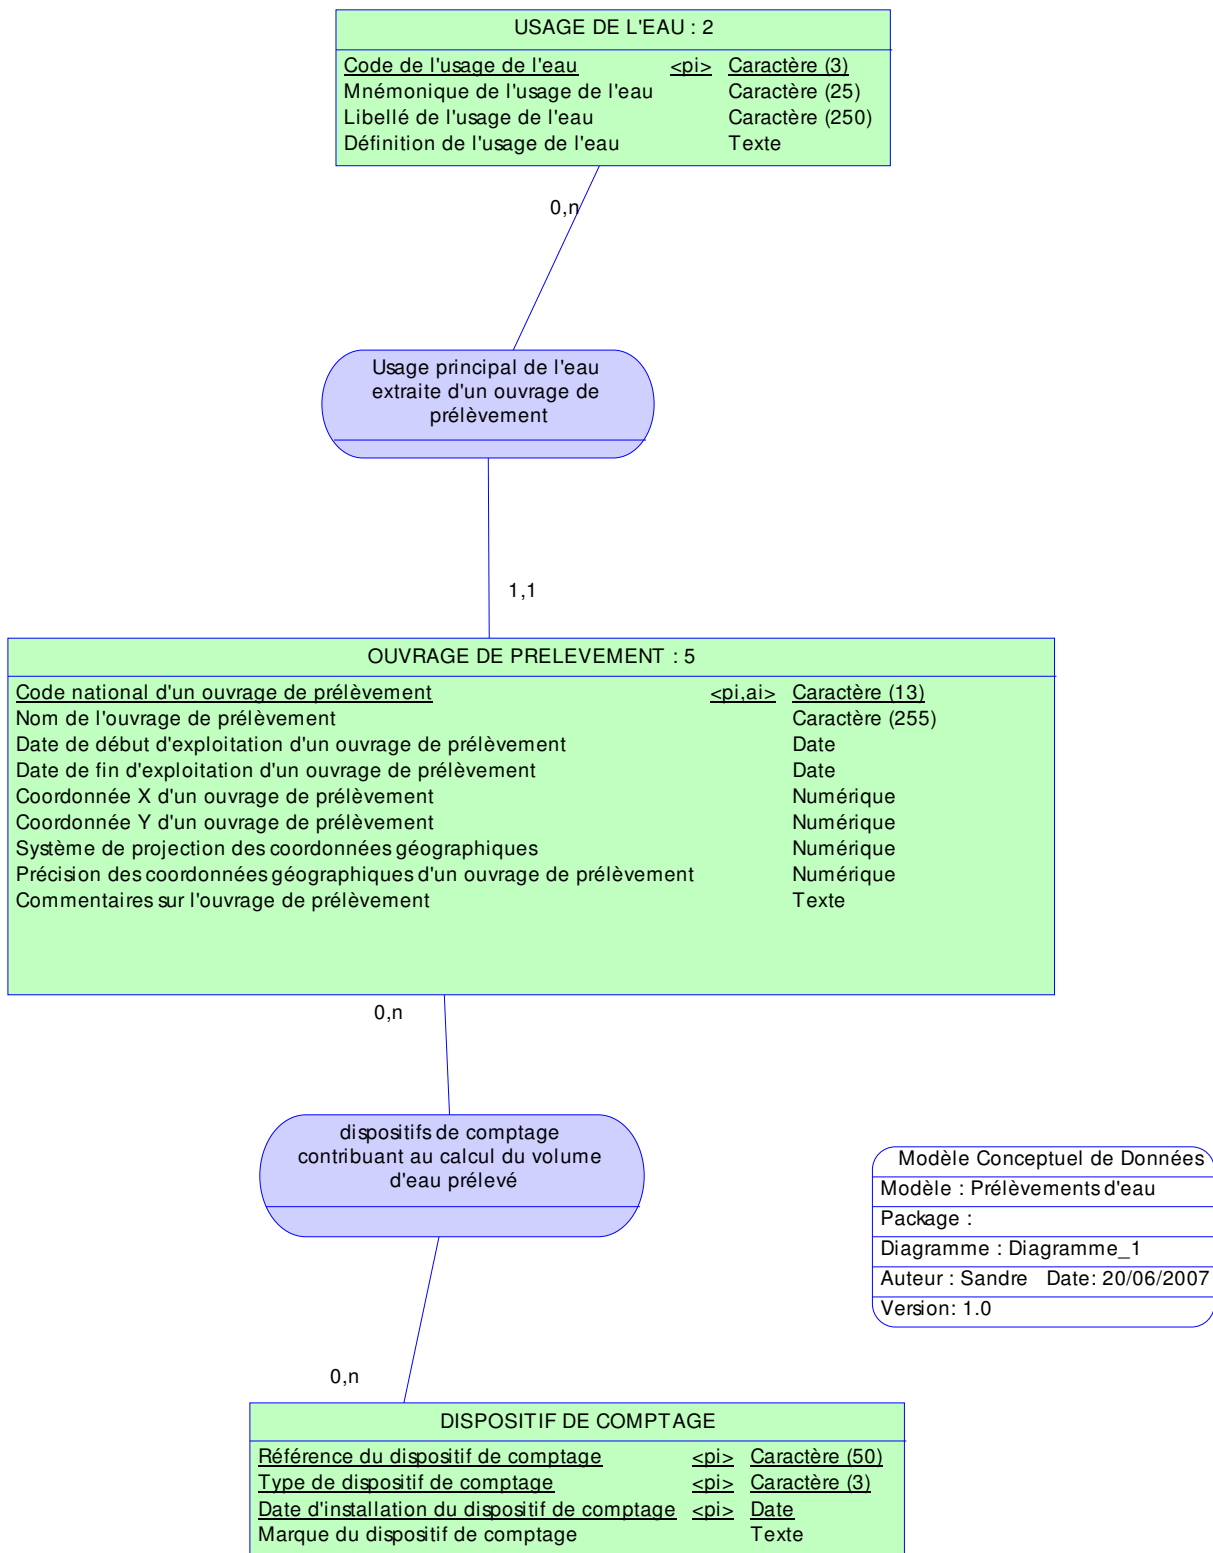 USAGE DE L'EAU : 2
Code de l'usage de l'eau <pi> Caractère (3)
Mnémonique de l'usage de l'eau Caractère (25)
Libellé de l'usage de l'eau Caractère (250)
Définition de l'usage de l'eau Texte
0,n
Usage principal de l'eau
extraite d'un ouvrage de
prélèvement
1,1
OUVRAGE DE PRELEVEMENT : 5
Code national d'un ouvrage de prélèvement <pi,ai> Caractère (13)
Nom de l'ouvrage de prélèvement Caractère (255)
Date de début d'exploitation d'un ouvrage de prélèvement Date
Date de fin d'exploitation d'un ouvrage de prélèvement Date
Coordonnée X d'un ouvrage de prélèvement Numérique
Coordonnée Y d'un ouvrage de prélèvement Numérique
Système de projection des coordonnées géographiques Numérique
Précision des coordonnées géographiques d'un ouvrage de prélèvement Numérique
Commentaires sur l'ouvrage de prélèvement Texte
0,n
dispositifs de comptage
contribuant au calcul du volume
d'eau prélevé
0,n
DISPOSITIF DE COMPTAGE
Référence du dispositif de comptage <pi> Caractère (50)
Type de dispositif de comptage <pi> Caractère (3)
Date d'installation du dispositif de comptage <pi> Date
Marque du dispositif de comptage Texte
Modèle Conceptuel de Données
Modèle : Prélèvements d'eau
Package :
Diagramme : Diagramme_1
Auteur : Sandre Date: 20/06/2007
Version: 1.0